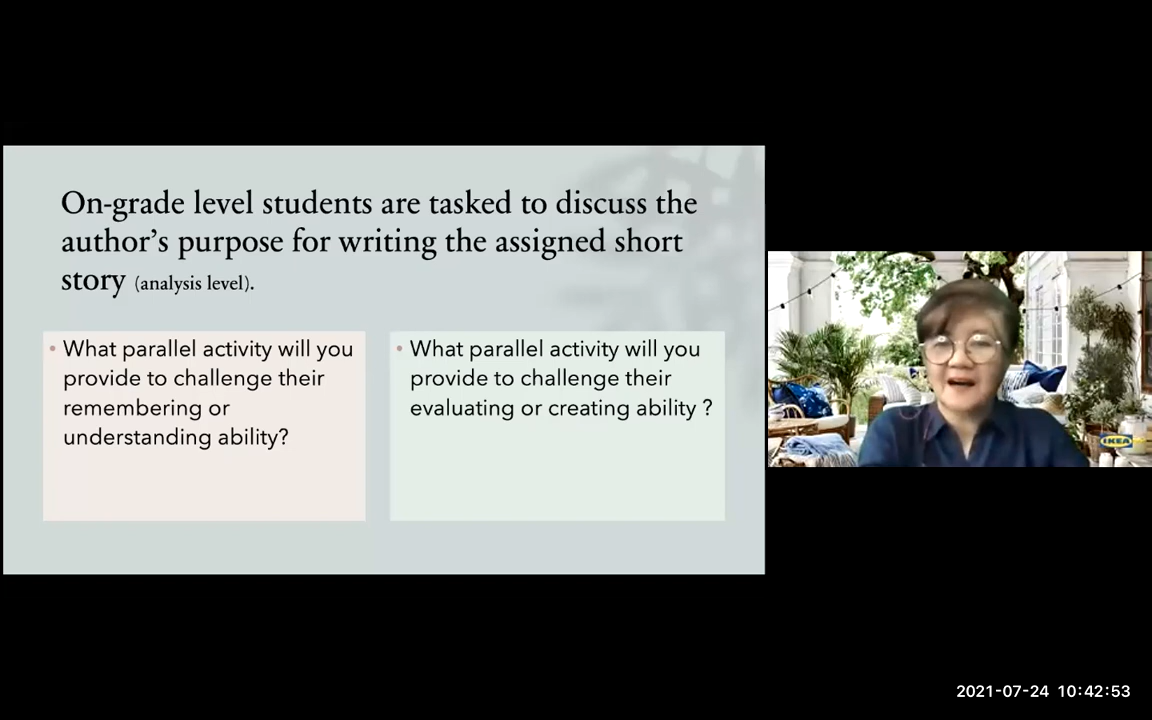 On-grade level students are tasked to discuss the
author's purpose for writing the assigned short
story (analysis level).
• What parallel activity will you
provide to challenge their
remembering or
understanding ability?
• What parallel activity will you
provide to challenge their
evaluating or creating ability ?
IKEA
2021-07-24 10:42:53